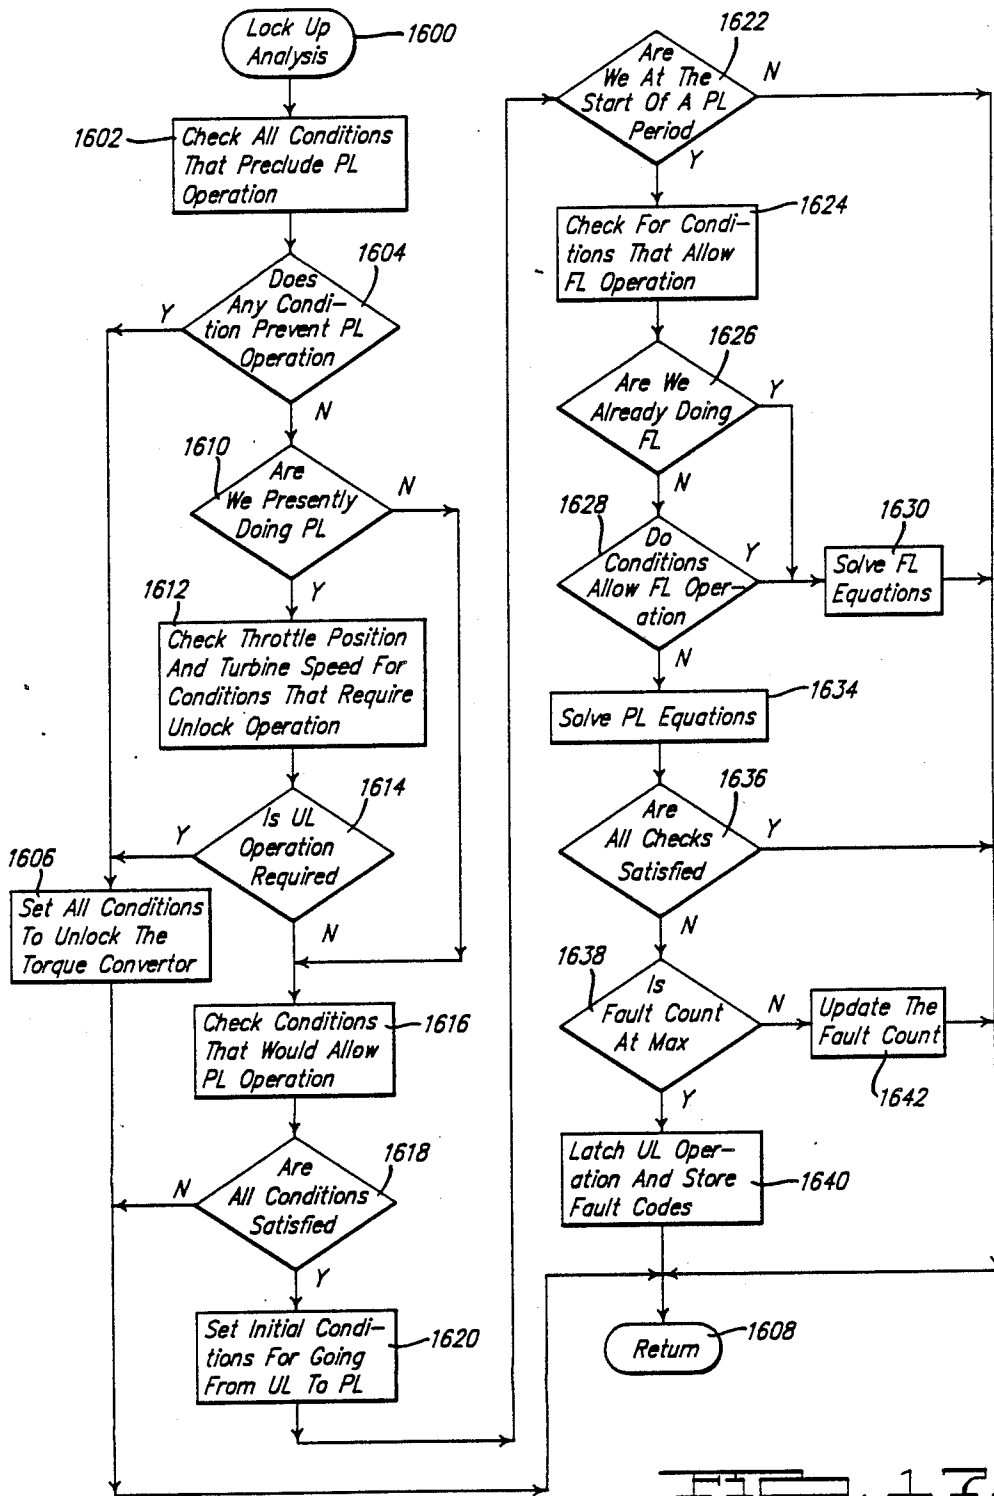 Lock Up
Analysis
1600
1602
Check All Conditions
That Preclude PL
Operation
1604
Does
Any Condi-
tion Prevent PL
Operation
Y
N
1610
Are
We Presently
Doing PL
N
Y
1612
Check Throttle Position
And Turbine Speed For
Conditions That Require
Unlock Operation
1614
Is UL
Operation
Required
Y
N
1606
Set All Conditions
To Unlock The
Torque Convertor
Check Conditions
That Would Allow
PL Operation
1616
Are
All Conditions
Satisfied
1618
N
Y
Set Initial Condi-
tions For Going
From UL To PL
1620
1622
Are
We At The
Start Of A PL
Period
N
Y
1624
Check For Condi-
tions That Allow
FL Operation
1626
Are We
Already Doing
FL
Y
N
1628
Do
Conditions
Allow FL Oper-
ation
Y
N
1630
Solve FL
Equations
1634
Solve PL Equations
1636
Are
All Checks
Satisfied
Y
N
1638
Is
Fault Count
At Max
N
Y
Update The
Fault Count
1642
Latch UL Oper-
ation And Store
Fault Codes
1640
Return
1608